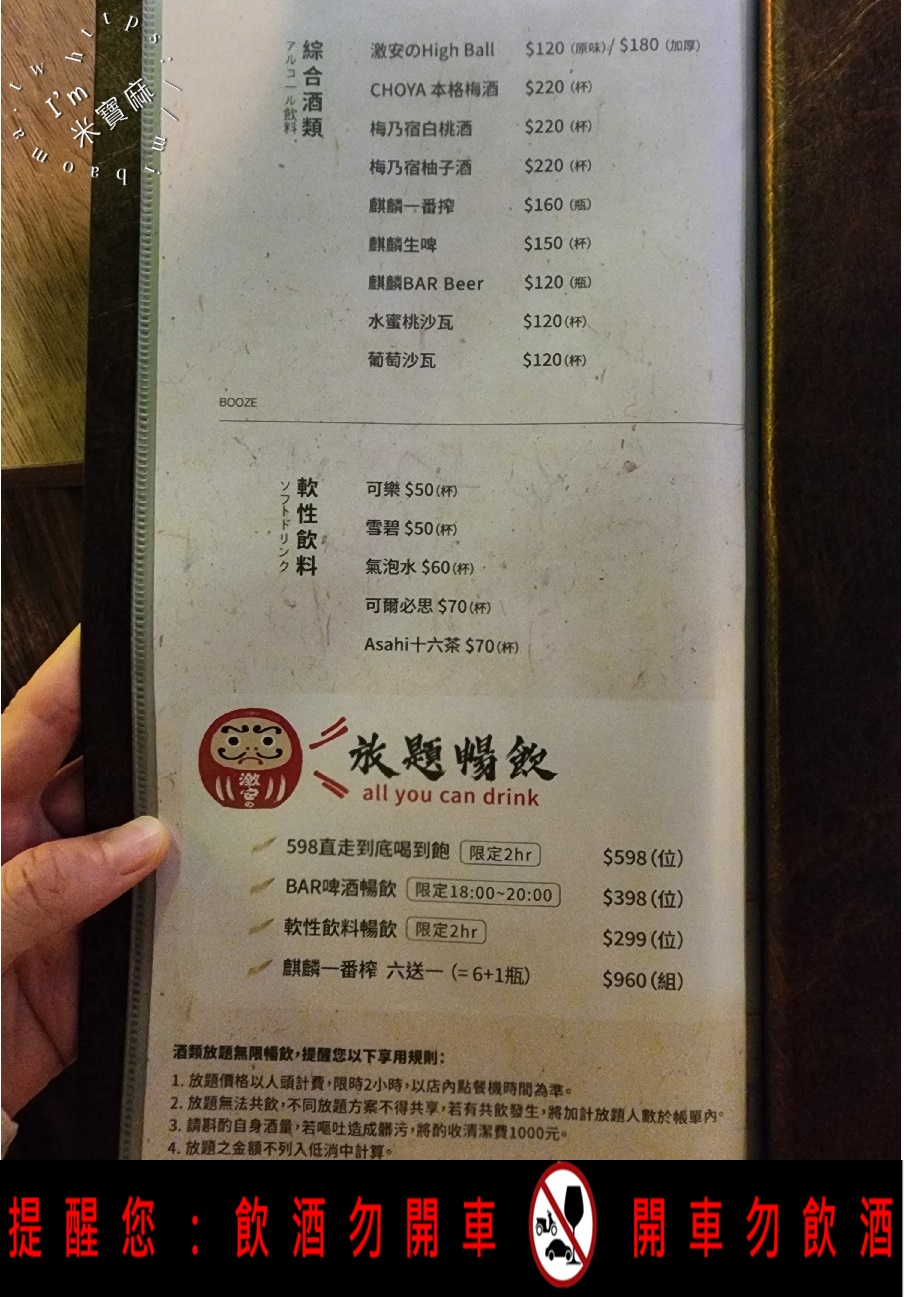 https://mibaoma.tw
I'm
米寶麻
綜合酒類
アルコール飲料
激安のHigh Ball $120 (原味) / $180 (加厚)
CHOYA 本格梅酒 $220 (杯)
梅乃宿白桃酒 $220 (杯)
梅乃宿柚子酒 $220 (杯)
麒麟一番搾 $160 (瓶)
麒麟生啤 $150 (杯)
麒麟BAR Beer $120 (瓶)
水蜜桃沙瓦 $120(杯)
葡萄沙瓦 $120(杯)
BOOZE
軟性飲料
ソフトドリンク
可樂 $50(杯)
雪碧 $50(杯)
氣泡水 $60(杯)
可爾必思 $70(杯)
Asahi十六茶 $70(杯)
激安の
放題暢飲
all you can drink
598直走到底喝到飽 限定2hr $598(位)
BAR啤酒暢飲 限定18:00~20:00 $398(位)
軟性飲料暢飲 限定2hr $299(位)
麒麟一番搾 六送一 (= 6+1瓶) $960(組)
酒類放題無限暢飲,提醒您以下享用規則:
1. 放題價格以人頭計費,限時2小時,以店內點餐機時間為準。
2. 放題無法共飲,不同放題方案不得共享,若有共飲發生,將加計放題人數於帳單內。
3. 請斟酌自身酒量,若嘔吐造成髒污,將酌收清潔費1000元。
4. 放題之金額不列入低消中計算。
提醒您:飲酒勿開車 開車勿飲酒